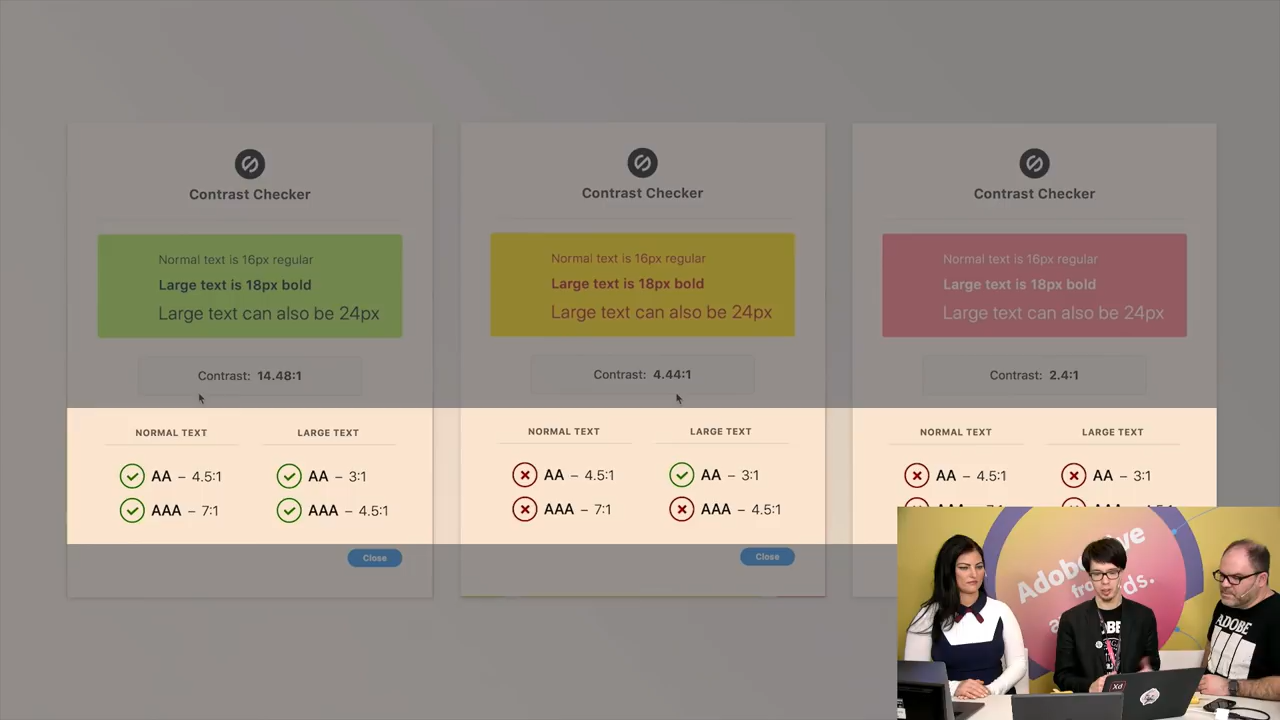 Contrast Checker
Normal text is 16px regular
Large text is 18px bold
Large text can also be 24px
Contrast: 14.48:1
NORMAL TEXT
LARGE TEXT
AA – 4.5:1
AA – 3:1
AAA – 7:1
AAA – 4.5:1
Close
Contrast Checker
Normal text is 16px regular
Large text is 18px bold
Large text can also be 24px
Contrast: 4.44:1
NORMAL TEXT
LARGE TEXT
AA – 4.5:1
AA – 3:1
AAA – 7:1
AAA – 4.5:1
Close
Contrast Checker
Normal text is 16px regular
Large text is 18px bold
Large text can also be 24px
Contrast: 2.4:1
NORMAL TEXT
LARGE TEXT
AA – 4.5:1
AA – 3:1
ADOBE
Xd